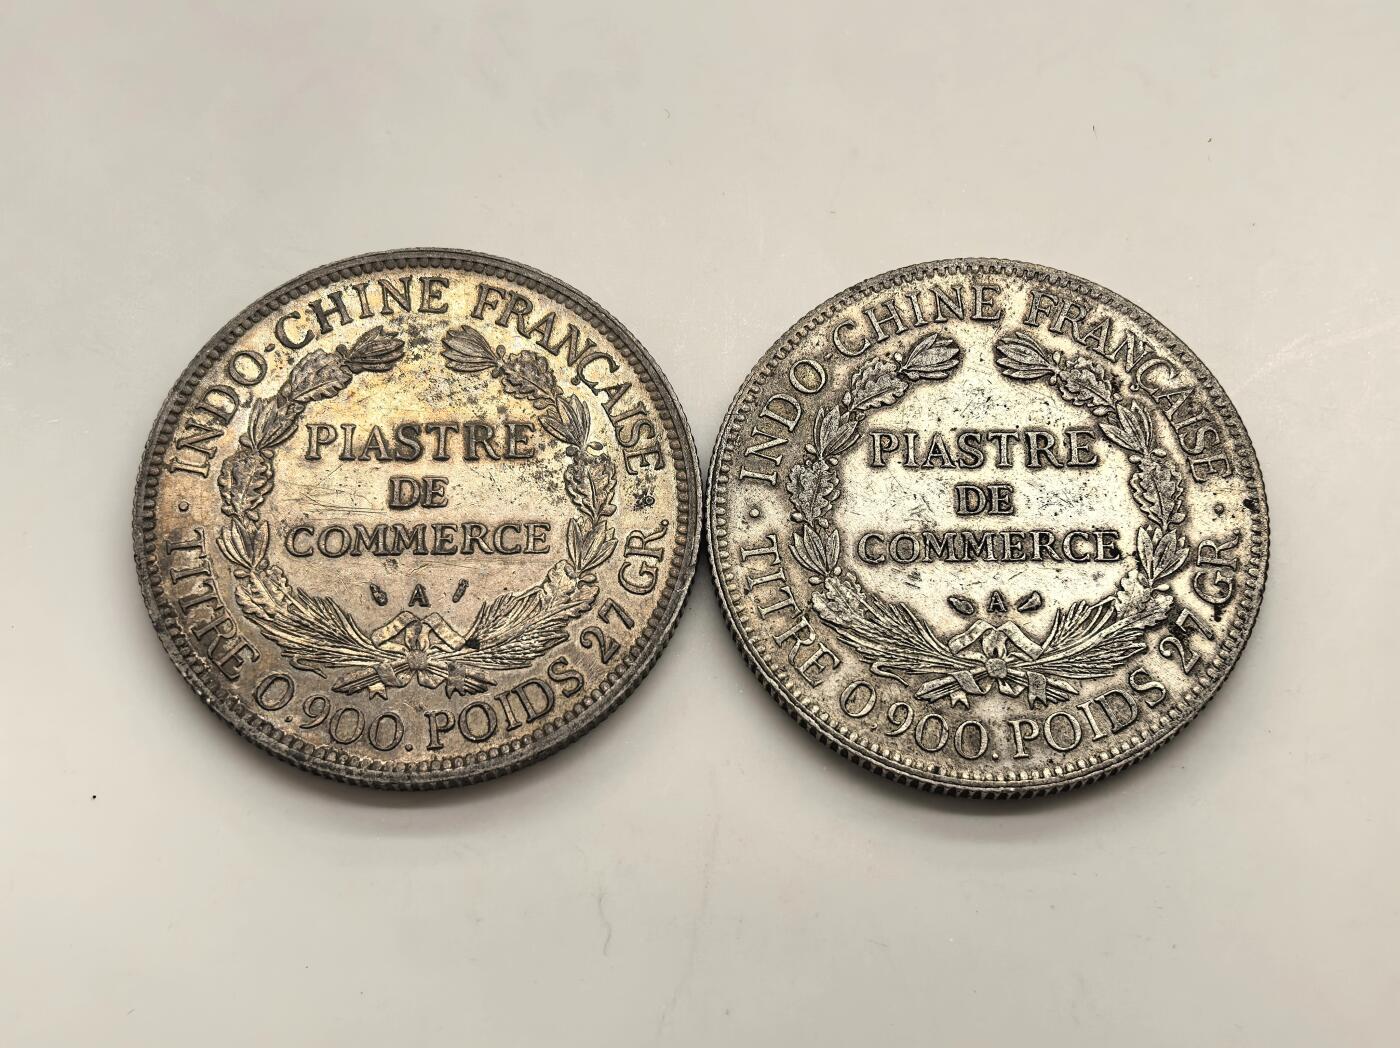 INDO-CHINE FRANÇAISE
PIASTRE
DE
COMMERCE
A
TITRE 0.900. POIDS 27 GR.
INDO-CHINE FRANÇAISE
PIASTRE
DE
COMMERCE
A
TITRE 0.900. POIDS 27 GR.